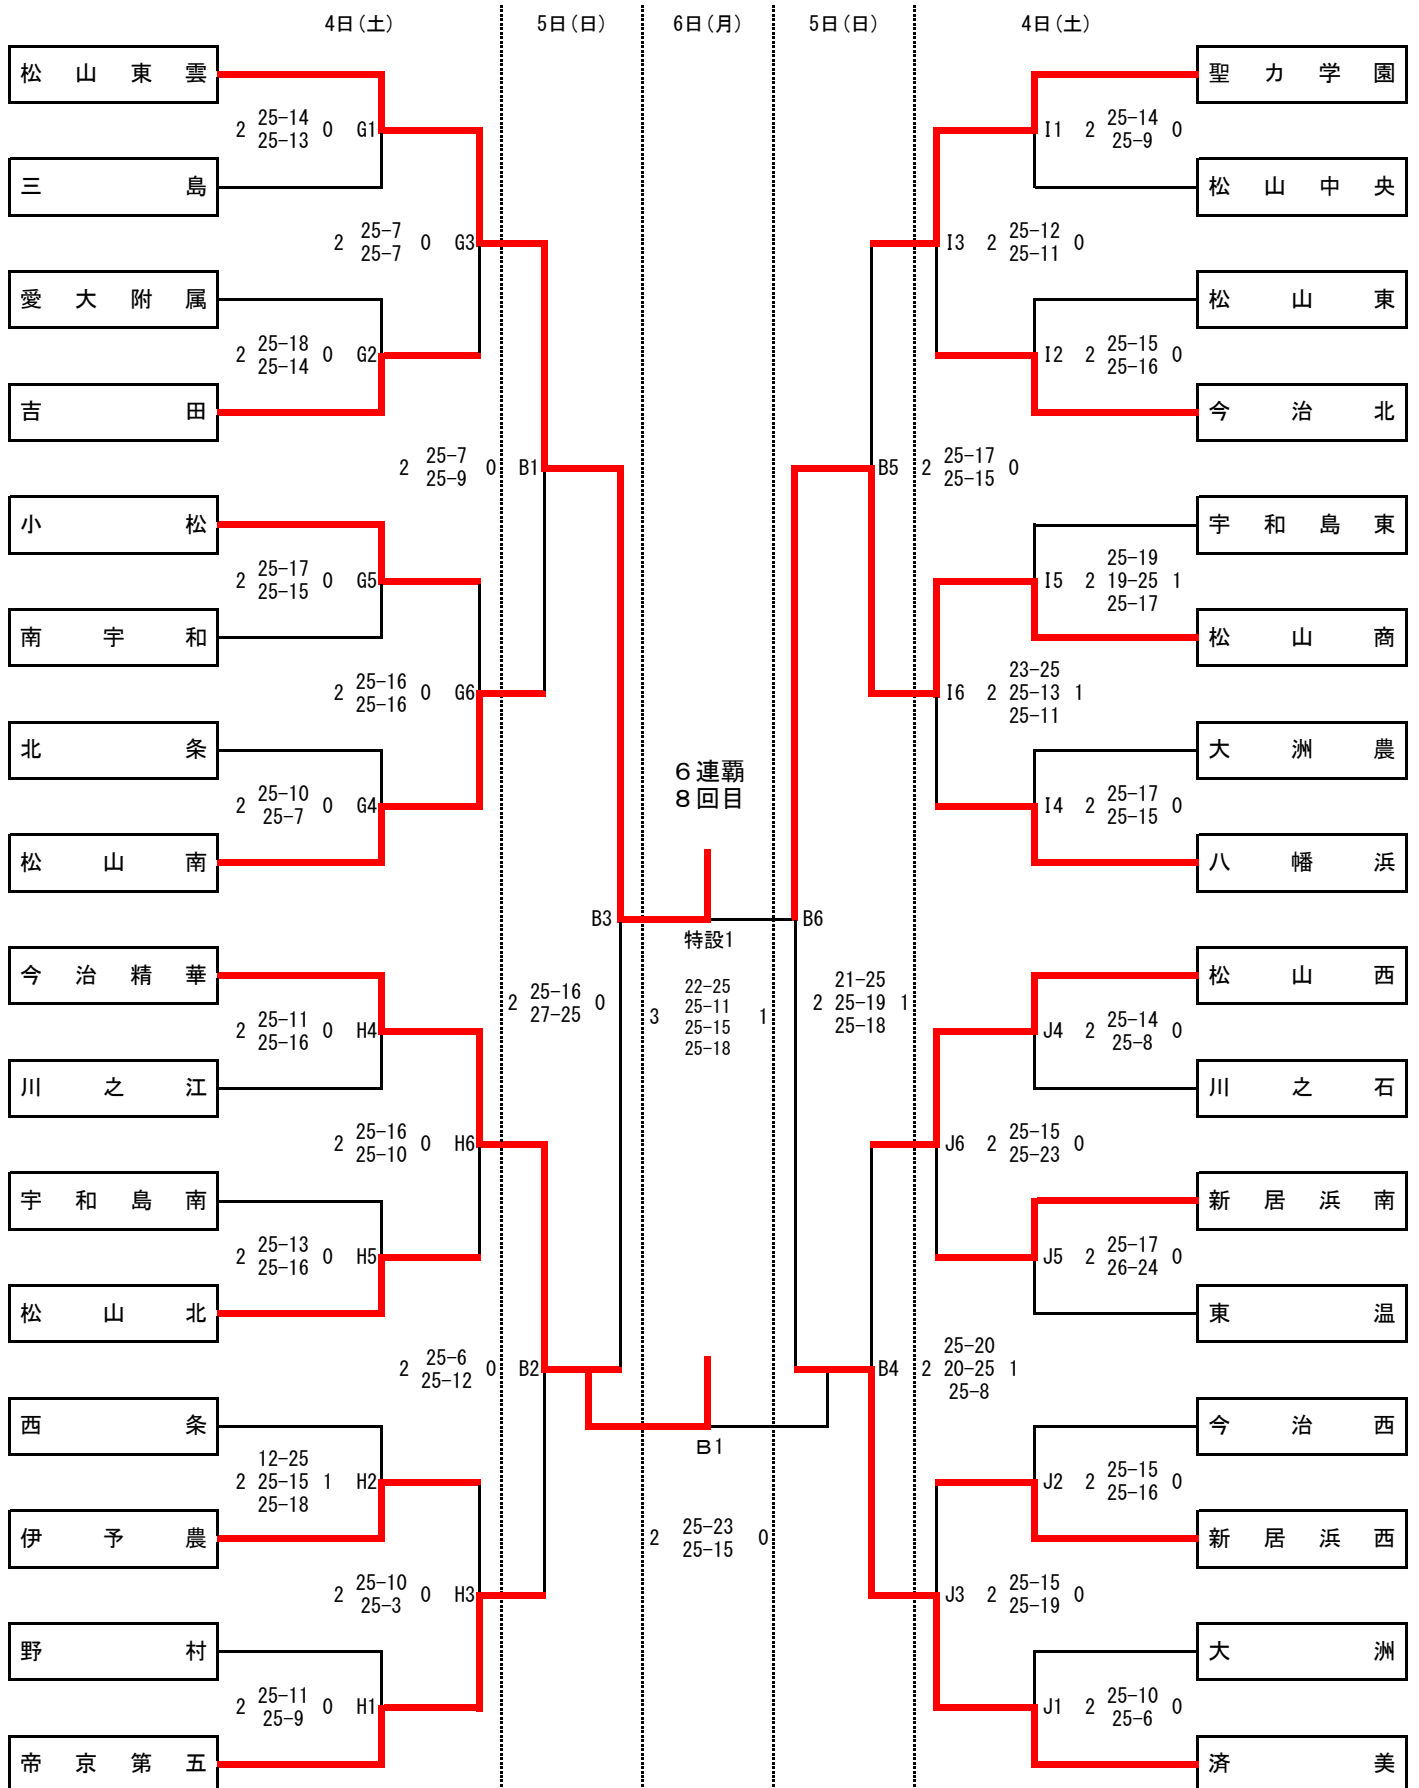 4日(土) 5日(日) 6日(月) 5日(日) 4日(土)
松山東雲
2 25-14 0 G1
25-13
三島
2 25-7 0 G3
25-7
愛大附属
2 25-18 0 G2
25-14
吉田
2 25-7 0 B1
25-9
小松
2 25-17 0 G5
25-15
南宇和
2 25-16 0 G6
25-16
北条
2 25-10 0 G4
25-7
松山南
B3
2 25-16 0
27-25
今治精華
2 25-11 0 H4
25-16
川之江
2 25-16 0 H6
25-10
宇和島南
2 25-13 0 H5
25-16
松山北
2 25-6 0 B2
25-12
西条
12-25
2 25-15 1 H2
25-18
伊予農
2 25-10 0 H3
25-3
野村
2 25-11 0 H1
25-9
帝京第五
6連覇
8回目
特設1
22-25
25-11
3 1
25-15
25-18
B1
2 25-23 0
25-15
聖カ学園
I1 2 25-14 0
25-9
松山中央
I3 2 25-12 0
25-11
松山東
I2 2 25-15 0
25-16
今治北
B5 2 25-17 0
25-15
宇和島東
25-19
I5 2 19-25 1
25-17
松山商
23-25
I6 2 25-13 1
25-11
大洲農
I4 2 25-17 0
25-15
八幡浜
B6
21-25
2 25-19 1
25-18
松山西
J4 2 25-14 0
25-8
川之石
J6 2 25-15 0
25-23
新居浜南
J5 2 25-17 0
26-24
東温
25-20
B4 2 20-25 1
25-8
今治西
J2 2 25-15 0
25-16
新居浜西
J3 2 25-15 0
25-19
大洲
J1 2 25-10 0
25-6
済美